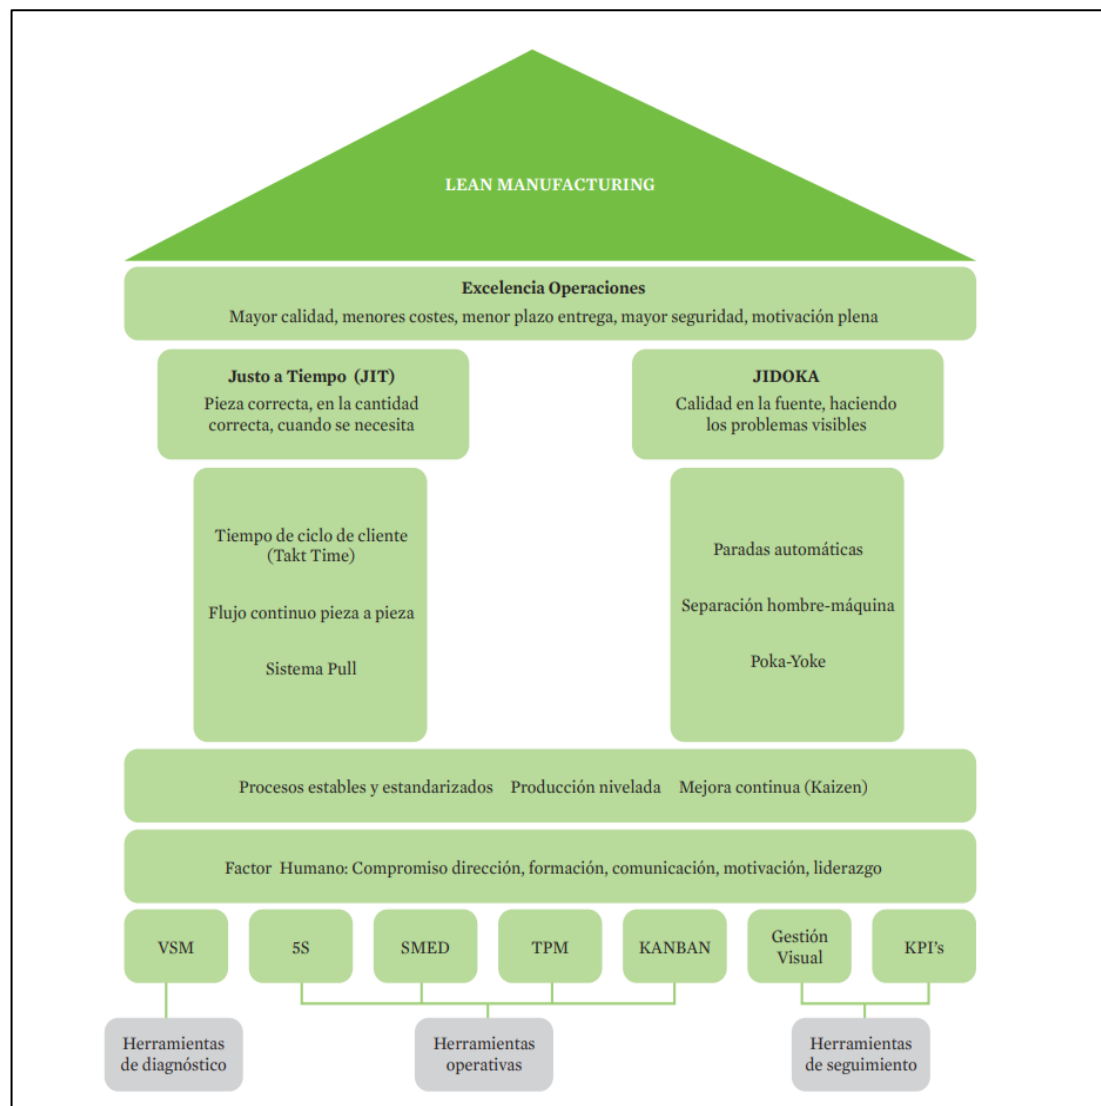 LEAN MANUFACTURING
Excelencia Operaciones
Mayor calidad, menores costes, menor plazo entrega, mayor seguridad, motivación plena
Justo a Tiempo (JIT)
Pieza correcta, en la cantidad
correcta, cuando se necesita
JIDOKA
Calidad en la fuente, haciendo
los problemas visibles
Tiempo de ciclo de cliente
(Takt Time)
Flujo continuo pieza a pieza
Sistema Pull
Paradas automáticas
Separación hombre-máquina
Poka-Yoke
Procesos estables y estandarizados Producción nivelada Mejora continua (Kaizen)
Factor Humano: Compromiso dirección, formación, comunicación, motivación, liderazgo
VSM
5S
SMED
TPM
KANBAN
Gestión
Visual
KPI's
Herramientas
de diagnóstico
Herramientas
operativas
Herramientas
de seguimiento